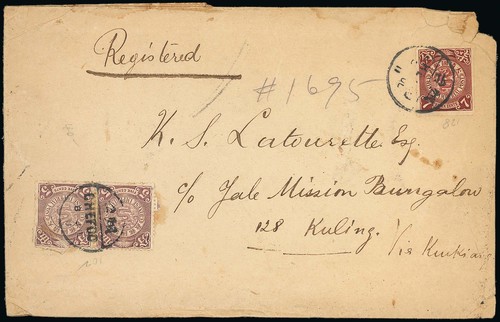 Registered
#1695
K. S. Latourette Esq.
c/o Yale Mission Bungalow
128 Kuling.
Via Kiukiang
CHEFOO